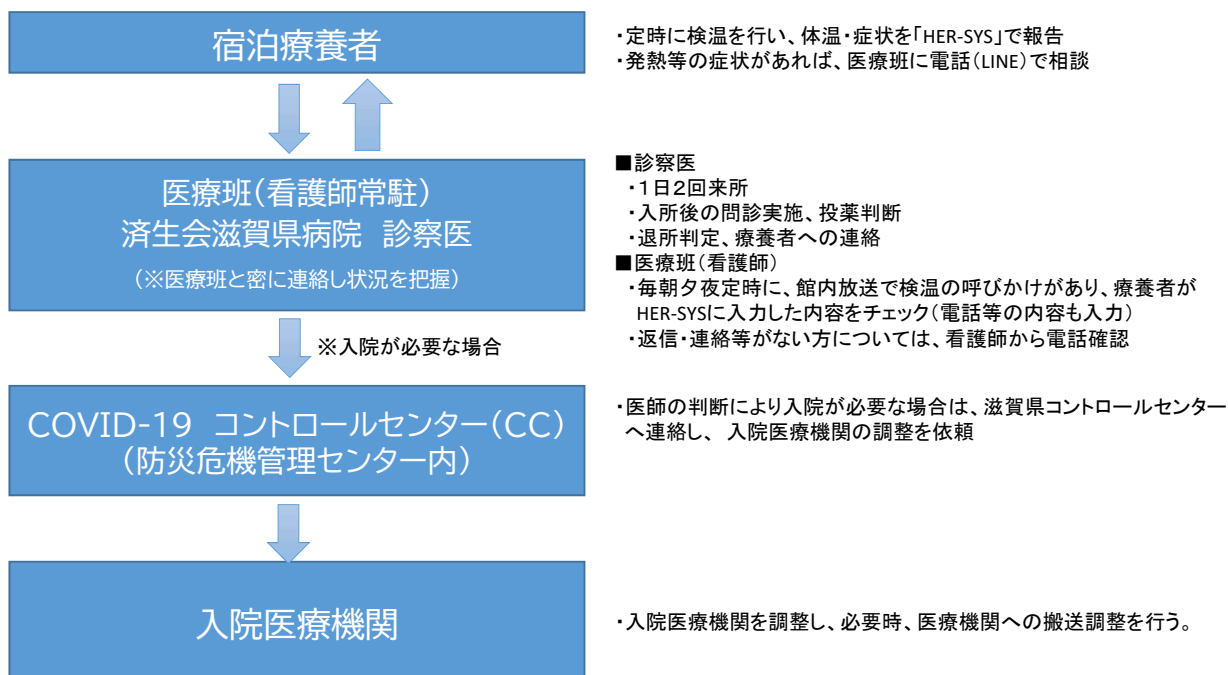 宿泊療養者
・定時に検温を行い、体温・症状を「HER-SYS」で報告
・発熱等の症状があれば、医療班に電話（LINE）で相談
医療班（看護師常駐）
済生会滋賀県病院　診察医
（※医療班と密に連絡し状況を把握）
■診察医
・１日２回来所
・入所後の問診実施、投薬判断
・退所判定、療養者への連絡
■医療班（看護師）
・毎朝夕夜定時に、館内放送で検温の呼びかけがあり、療養者が
HER-SYSに入力した内容をチェック（電話等の内容も入力）
・返信・連絡等がない方については、看護師から電話確認
※入院が必要な場合
COVID-19　コントロールセンター（CC）
（防災危機管理センター内）
・医師の判断により入院が必要な場合は、滋賀県コントロールセンター
へ連絡し、 入院医療機関の調整を依頼
入院医療機関
・入院医療機関を調整し、必要時、医療機関への搬送調整を行う。